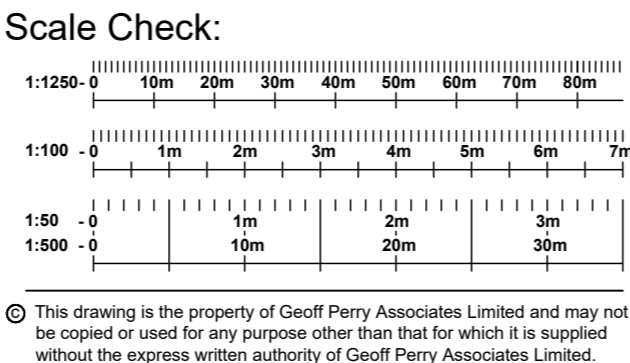 Scale Check:
1:1250- 0 10m 20m 30m 40m 50m 60m 70m 80m
1:100 - 0 1m 2m 3m 4m 5m 6m 7m
1:50 - 0 1m 2m 3m
1:500 - 0 10m 20m 30m
© This drawing is the property of Geoff Perry Associates Limited and may not
be copied or used for any purpose other than that for which it is supplied
without the express written authority of Geoff Perry Associates Limited.